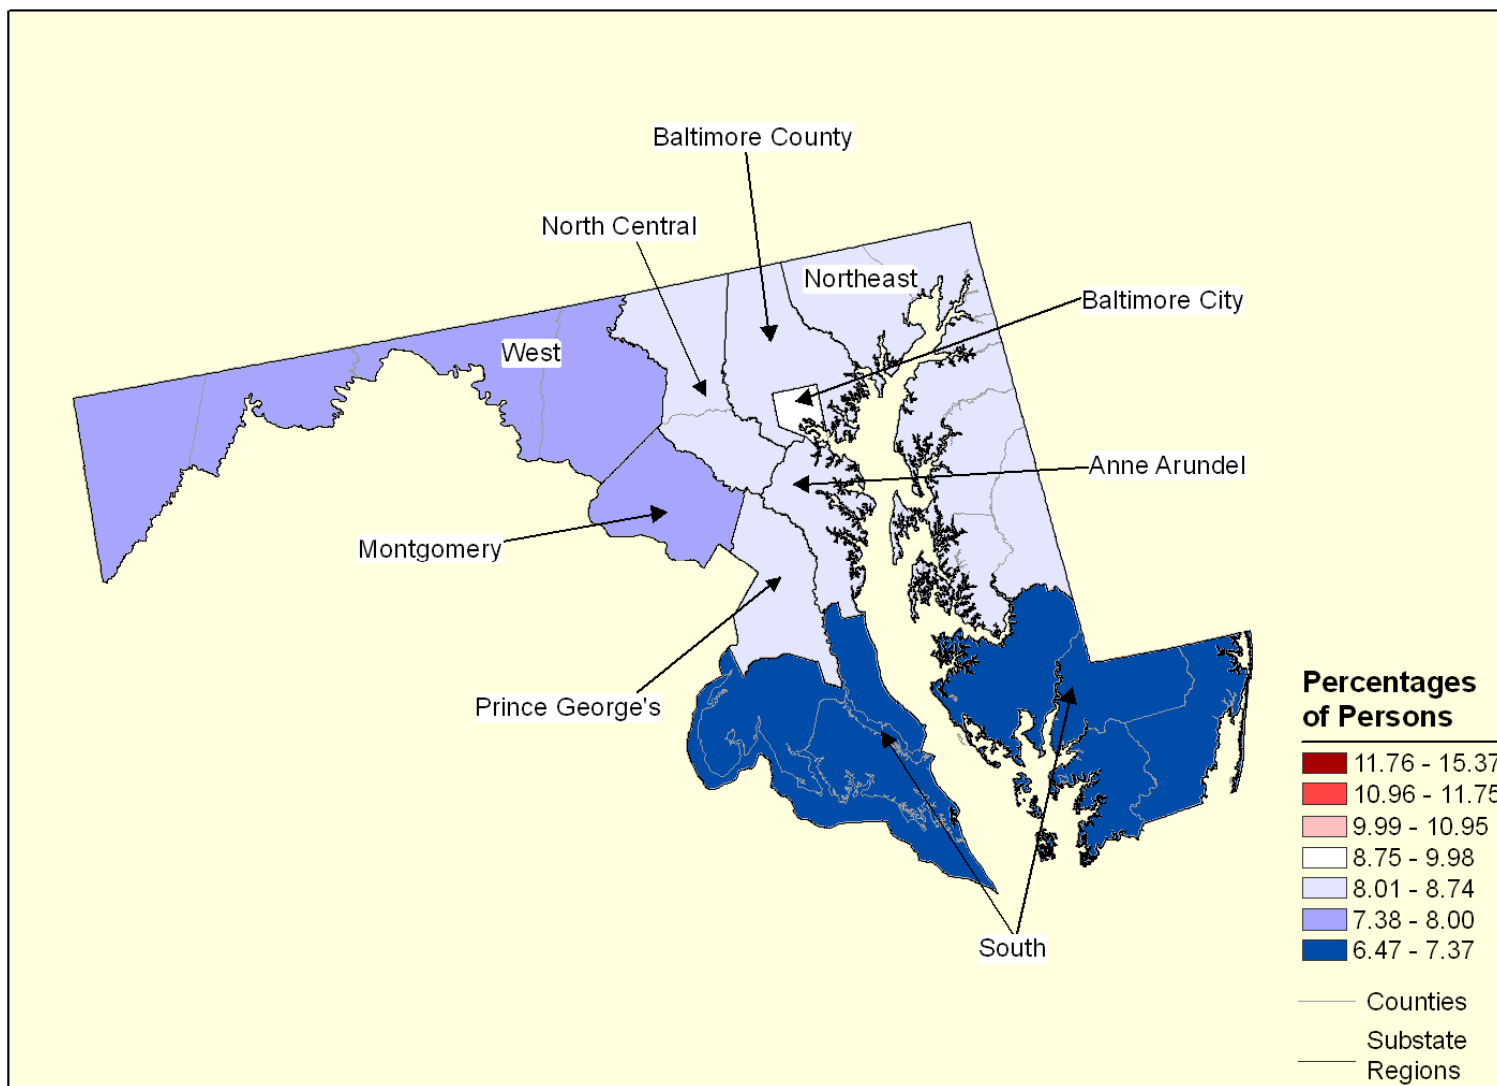 Baltimore County
North Central
Northeast
Baltimore City
West
Anne Arundel
Montgomery
Prince George's
South
Percentages
of Persons
11.76 - 15.37
10.96 - 11.75
9.99 - 10.95
8.75 - 9.98
8.01 - 8.74
7.38 - 8.00
6.47 - 7.37
Counties
Substate
Regions